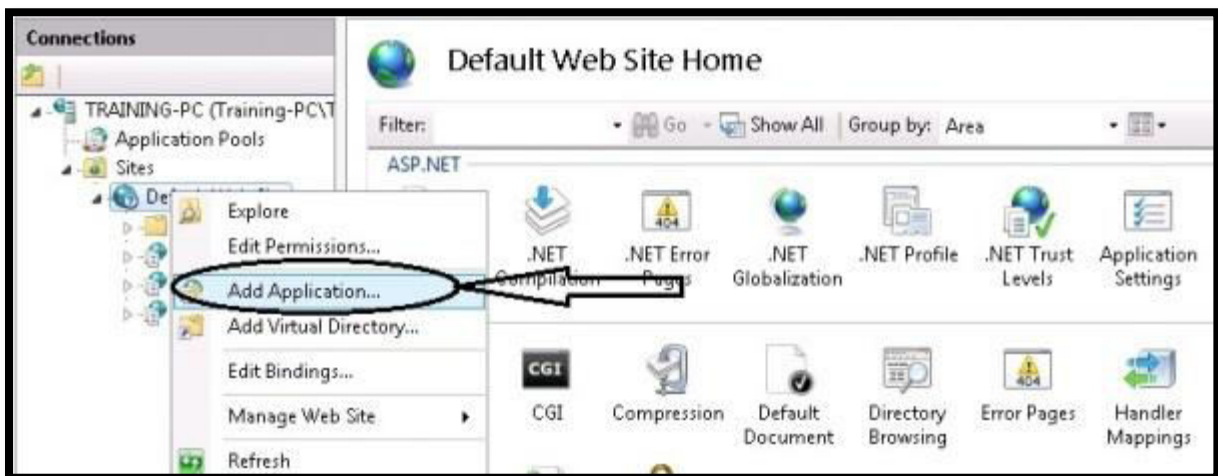 Connections
TRAINING-PC (Training-PC\T
Application Pools
Sites
Explore
Edit Permissions...
Add Application...
Add Virtual Directory...
Edit Bindings...
Manage Web Site
Refresh
Default Web Site Home
Filter: Go Show All Group by: Area
ASP.NET
.NET Compilation
.NET Error Pages
.NET Globalization
.NET Profile
.NET Trust Levels
Application Settings
CGI
CGI
Compression
Default Document
Directory Browsing
404
Error Pages
Handler Mappings